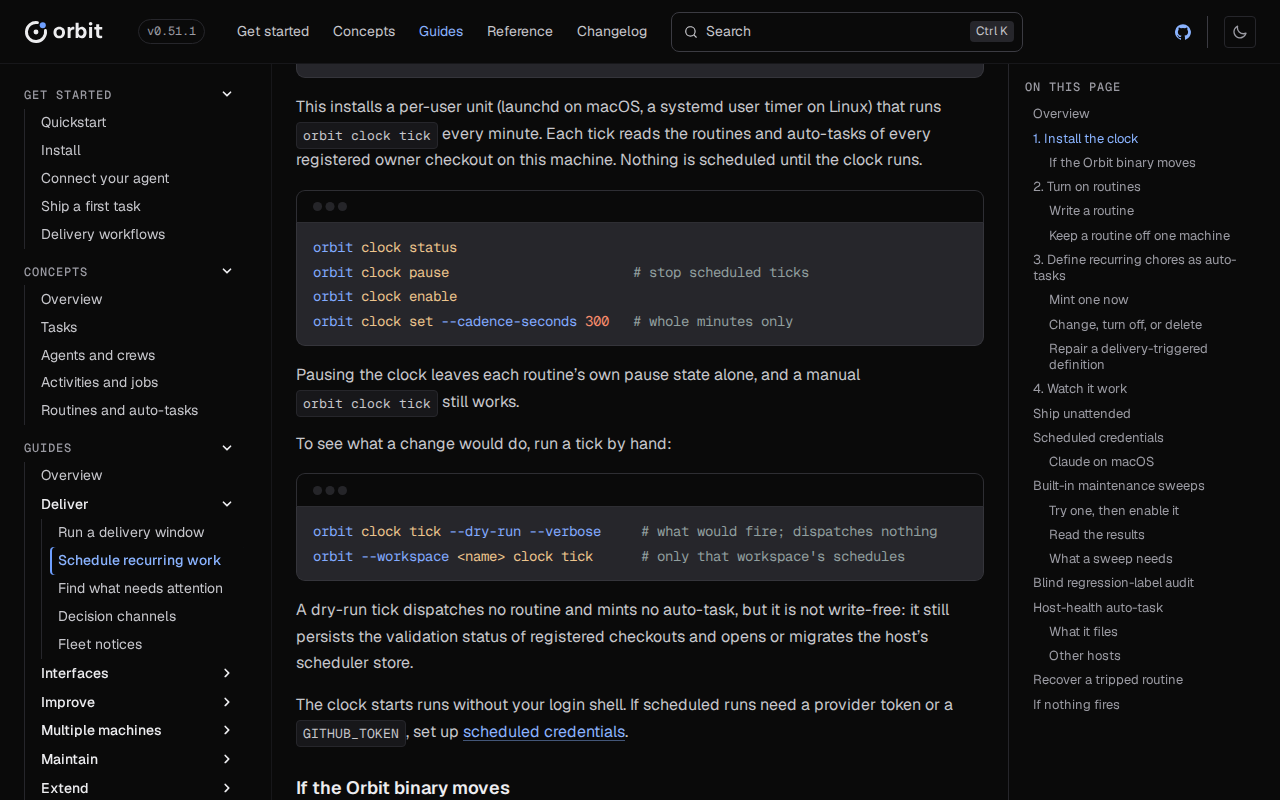 orbit
v0.51.1
Get started
Concepts
Guides
Reference
Changelog
Search
Ctrl K
GET STARTED
Quickstart
Install
Connect your agent
Ship a first task
Delivery workflows
CONCEPTS
Overview
Tasks
Agents and crews
Activities and jobs
Routines and auto-tasks
GUIDES
Overview
Deliver
Run a delivery window
Schedule recurring work
Find what needs attention
Decision channels
Fleet notices
Interfaces
Improve
Multiple machines
Maintain
Extend
This installs a per-user unit (launchd on macOS, a systemd user timer on Linux) that runs
orbit clock tick every minute. Each tick reads the routines and auto-tasks of every
registered owner checkout on this machine. Nothing is scheduled until the clock runs.
orbit clock status
orbit clock pause # stop scheduled ticks
orbit clock enable
orbit clock set --cadence-seconds 300 # whole minutes only
Pausing the clock leaves each routine’s own pause state alone, and a manual
orbit clock tick still works.
To see what a change would do, run a tick by hand:
orbit clock tick --dry-run --verbose # what would fire; dispatches nothing
orbit --workspace <name> clock tick # only that workspace's schedules
A dry-run tick dispatches no routine and mints no auto-task, but it is not write-free: it still
persists the validation status of registered checkouts and opens or migrates the host’s
scheduler store.
The clock starts runs without your login shell. If scheduled runs need a provider token or a
GITHUB_TOKEN, set up scheduled credentials.
If the Orbit binary moves
ON THIS PAGE
Overview
1. Install the clock
If the Orbit binary moves
2. Turn on routines
Write a routine
Keep a routine off one machine
3. Define recurring chores as auto-
tasks
Mint one now
Change, turn off, or delete
Repair a delivery-triggered
definition
4. Watch it work
Ship unattended
Scheduled credentials
Claude on macOS
Built-in maintenance sweeps
Try one, then enable it
Read the results
What a sweep needs
Blind regression-label audit
Host-health auto-task
What it files
Other hosts
Recover a tripped routine
If nothing fires